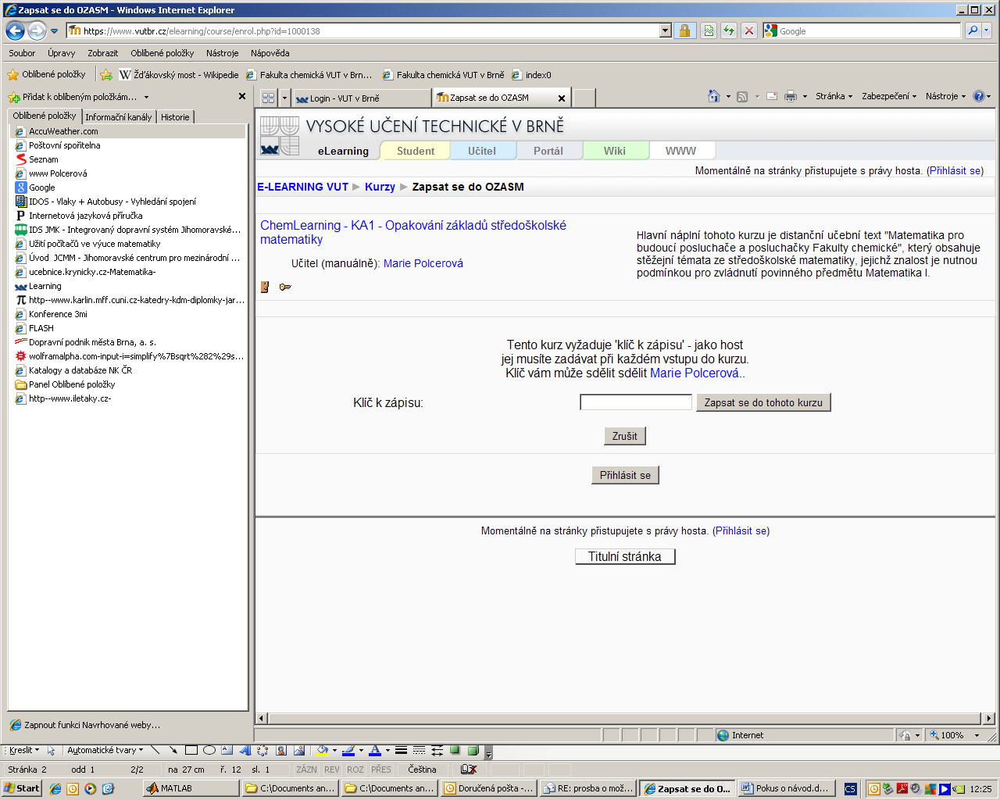 Zapsat se do OZASM - Windows Internet Explorer
https://www.vutbr.cz/elearning/course/enrol.php?id=1000138
Google
Soubor Úpravy Zobrazit Oblíbené položky Nástroje Nápověda
Oblíbené položky
Žďákovský most - Wikipedie
Fakulta chemická VUT v Brn...
Fakulta chemická VUT v Brně
index0
Přidat k oblíbeným položkám...
Login - VUT v Brně
Zapsat se do OZASM
Stránka Zabezpečení Nástroje
Oblíbené položky Informační kanály Historie
AccuWeather.com
Poštovní spořitelna
Seznam
www Polcerová
Google
IDOS - Vlaky + Autobusy - Vyhledání spojení
Internetová jazyková příručka
IDS JMK - Integrovaný dopravní systém Jihomoravské...
Užití počítačů ve výuce matematiky
Úvod JCMM - Jihomoravské centrum pro mezinárodní ...
ucebnice.krynicky.cz-Matematika-
Learning
http--www.karlin.mff.cuni.cz-katedry-kdm-diplomky-jar...
Konference 3mi
FLASH
Dopravní podnik města Brna, a. s.
wolframalpha.com-input-i=simplify%7Bsqrt%282%29s...
Katalogy a databáze NK ČR
Panel Oblíbené položky
http--www.iletaky.cz-
Zapnout funkci Navrhované weby...
VYSOKÉ UČENÍ TECHNICKÉ V BRNĚ
eLearning Student Učitel Portál Wiki WWW
Momentálně na stránky přistupujete s právy hosta. (Přihlásit se)
E-LEARNING VUT ► Kurzy ► Zapsat se do OZASM
ChemLearning - KA1 - Opakování základů středoškolské
matematiky
Učitel (manuálně): Marie Polcerová
Hlavní náplní tohoto kurzu je distanční učební text "Matematika pro
budoucí posluchače a posluchačky Fakulty chemické", který obsahuje
stěžejní témata ze středoškolské matematiky, jejichž znalost je nutnou
podmínkou pro zvládnutí povinného předmětu Matematika I.
Tento kurz vyžaduje 'klíč k zápisu' - jako host
jej musíte zadávat při každém vstupu do kurzu.
Klíč vám může sdělit sdělit Marie Polcerová..
Klíč k zápisu:
Zapsat se do tohoto kurzu
Zrušit
Přihlásit se
Momentálně na stránky přistupujete s právy hosta. (Přihlásit se)
Titulní stránka
Internet 100%
Kreslit Automatické tvary
Stránka 2 odd 1 2/2 na 27 cm ř. 12 sl. 1 ZÁZN REV ROZ PŘES Čeština
Start MATLAB C:\Documents an... C:\Documents an... Doručená pošta -... RE: prosba o mož... Zapsat se do O... Pokus o návod.d... CS 12:25